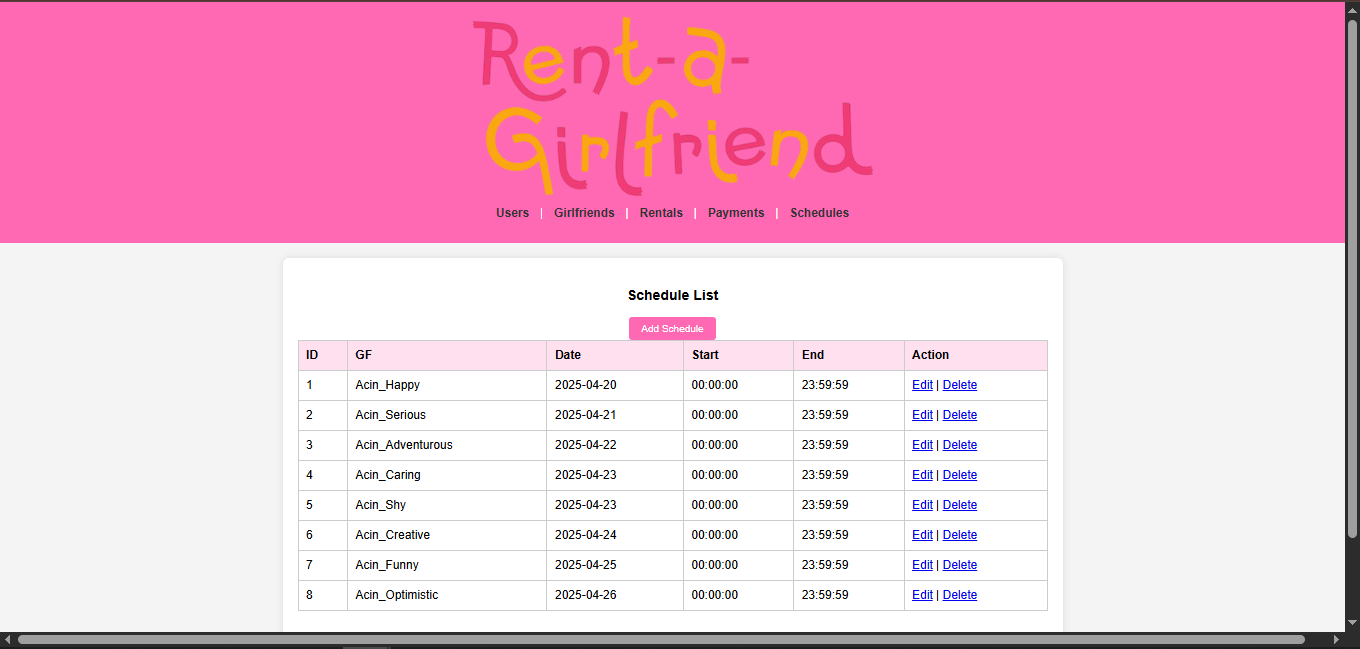 Rent-a-
Girlfriend
Users | Girlfriends | Rentals | Payments | Schedules
Schedule List
Add Schedule
ID GF Date Start End Action
1 Acin_Happy 2025-04-20 00:00:00 23:59:59 Edit | Delete
2 Acin_Serious 2025-04-21 00:00:00 23:59:59 Edit | Delete
3 Acin_Adventurous 2025-04-22 00:00:00 23:59:59 Edit | Delete
4 Acin_Caring 2025-04-23 00:00:00 23:59:59 Edit | Delete
5 Acin_Shy 2025-04-23 00:00:00 23:59:59 Edit | Delete
6 Acin_Creative 2025-04-24 00:00:00 23:59:59 Edit | Delete
7 Acin_Funny 2025-04-25 00:00:00 23:59:59 Edit | Delete
8 Acin_Optimistic 2025-04-26 00:00:00 23:59:59 Edit | Delete